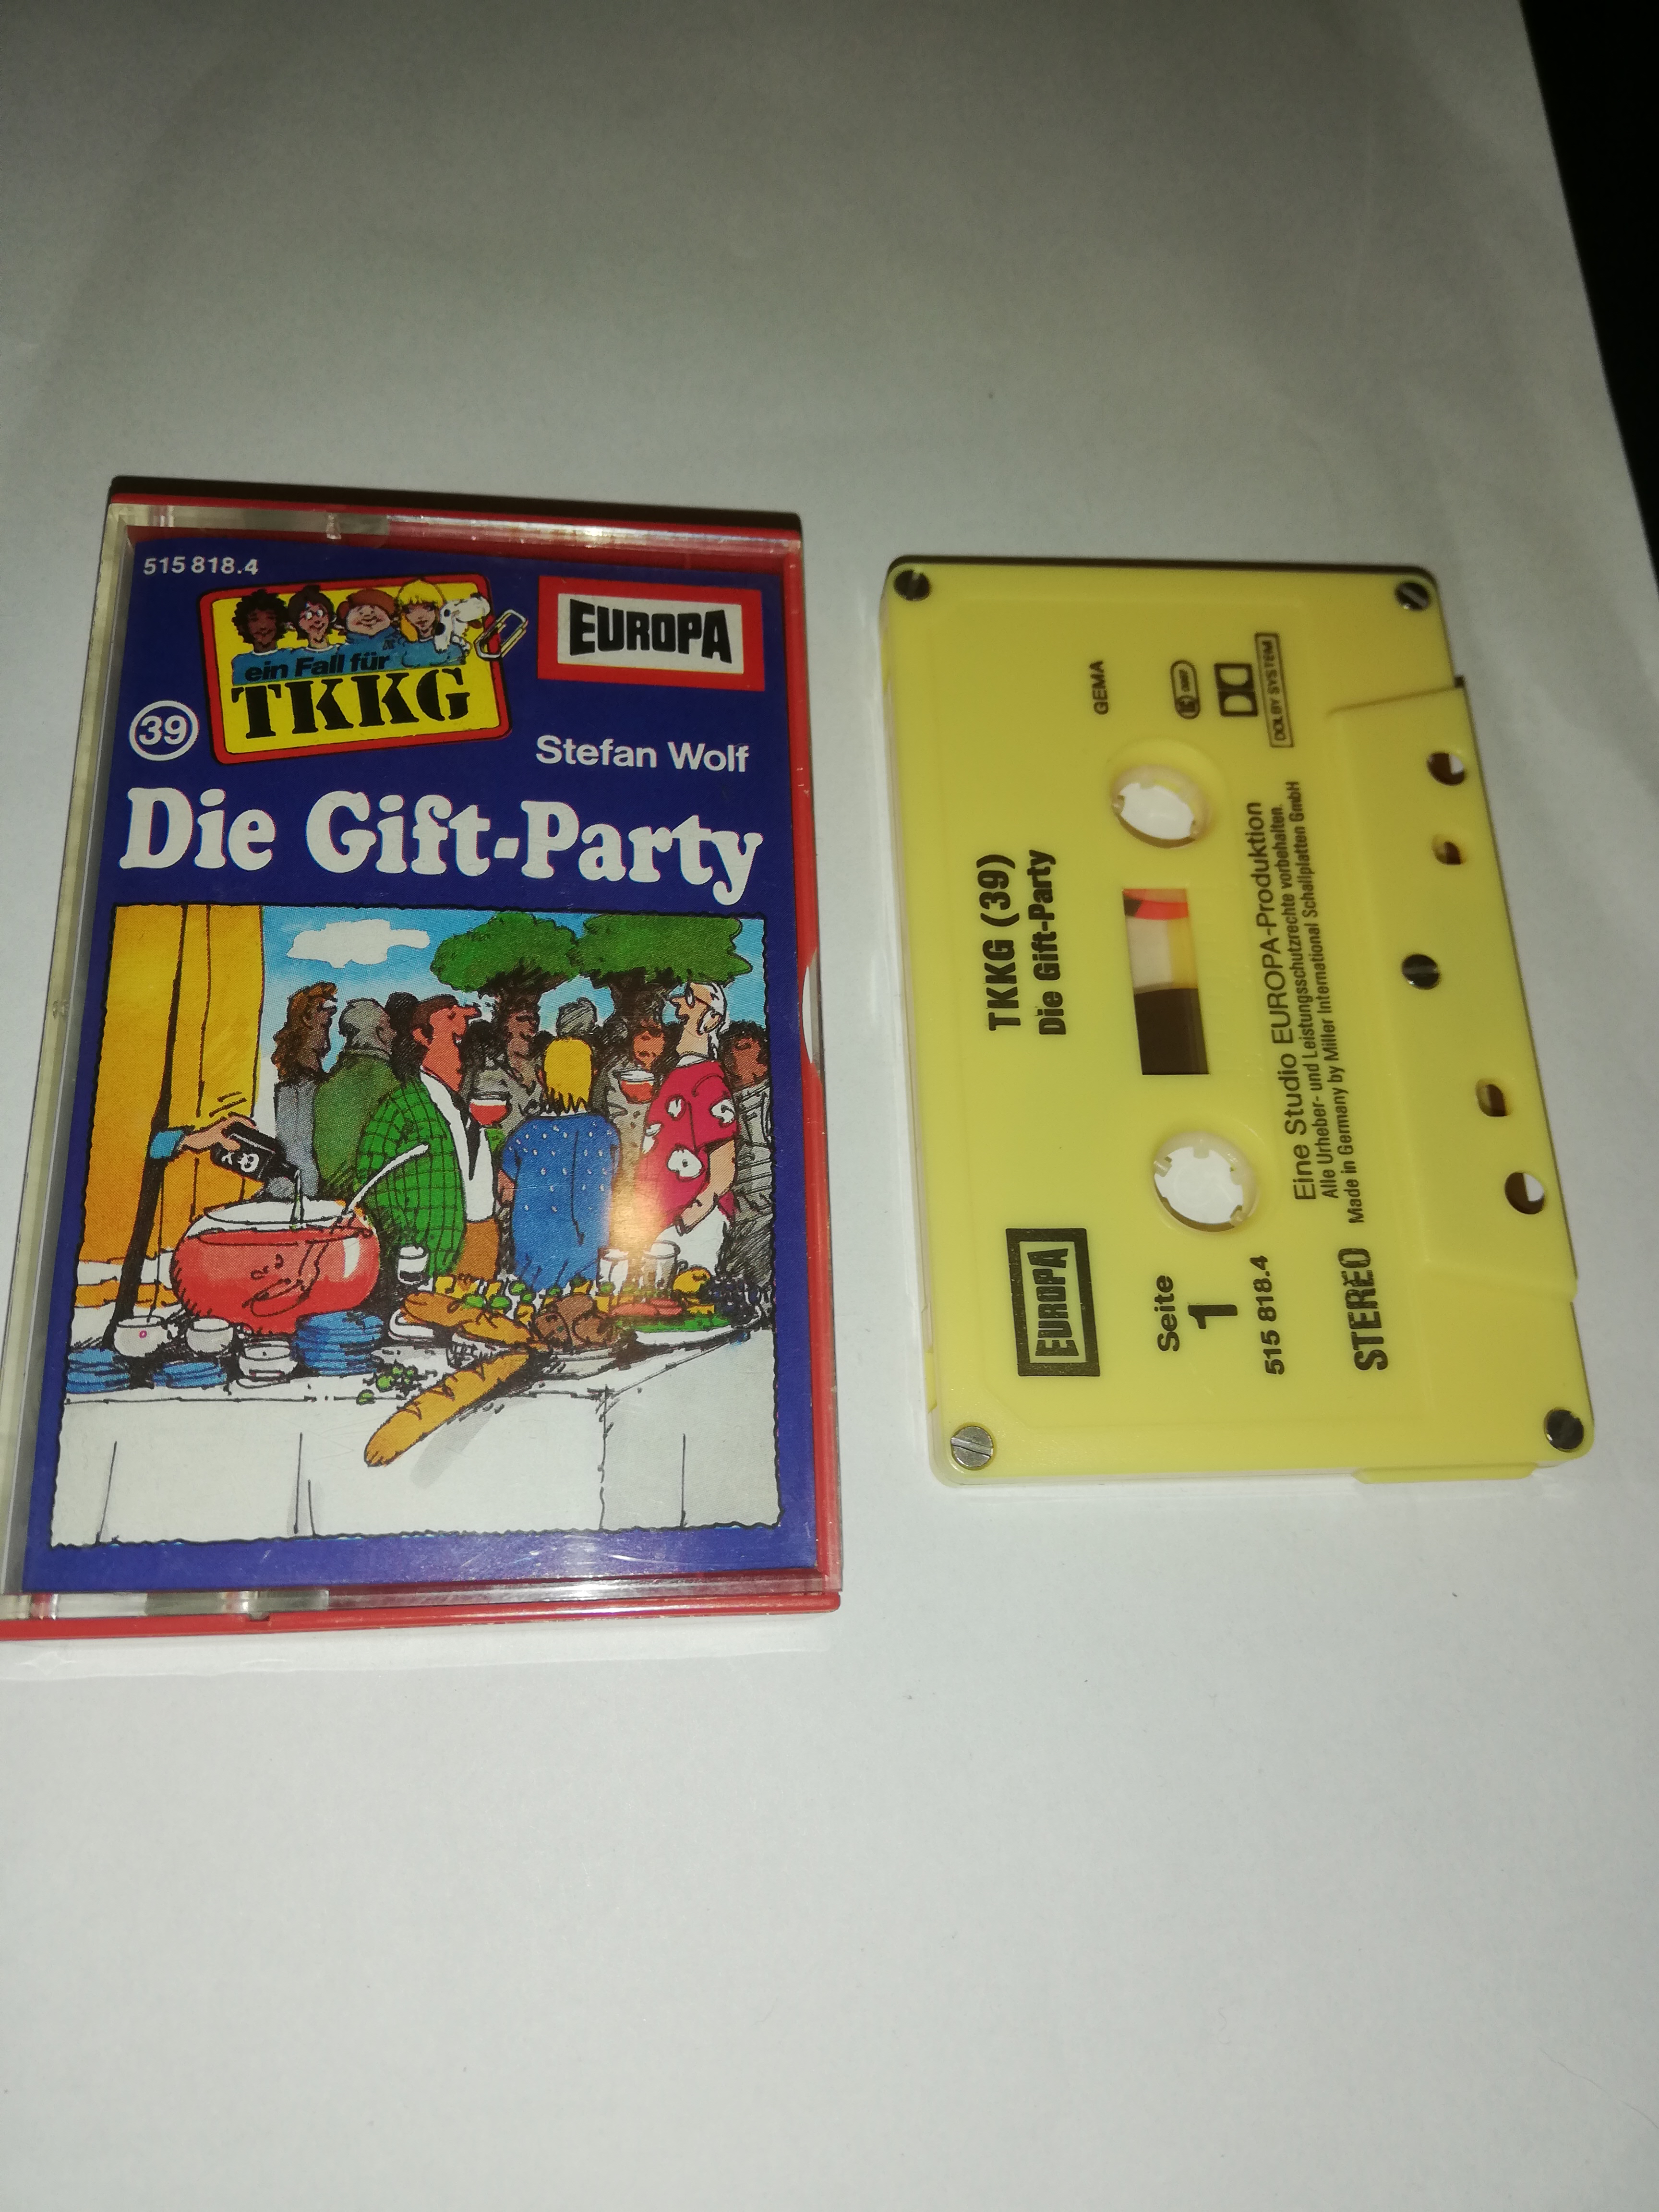 515 818.4
ein Fall für
TKKG
EUROPA
39
Stefan Wolf
Die Gift-Party
TKKG (39)
Die Gift-Party
GEMA
DOLBY SYSTEM
EUROPA
Seite
1
515 818.4
STEREO
Eine Studio EUROPA-Produktion
Alle Urheber- und Leistungsschutzrechte vorbehalten.
Made in Germany by Miller International Schallplatten GmbH